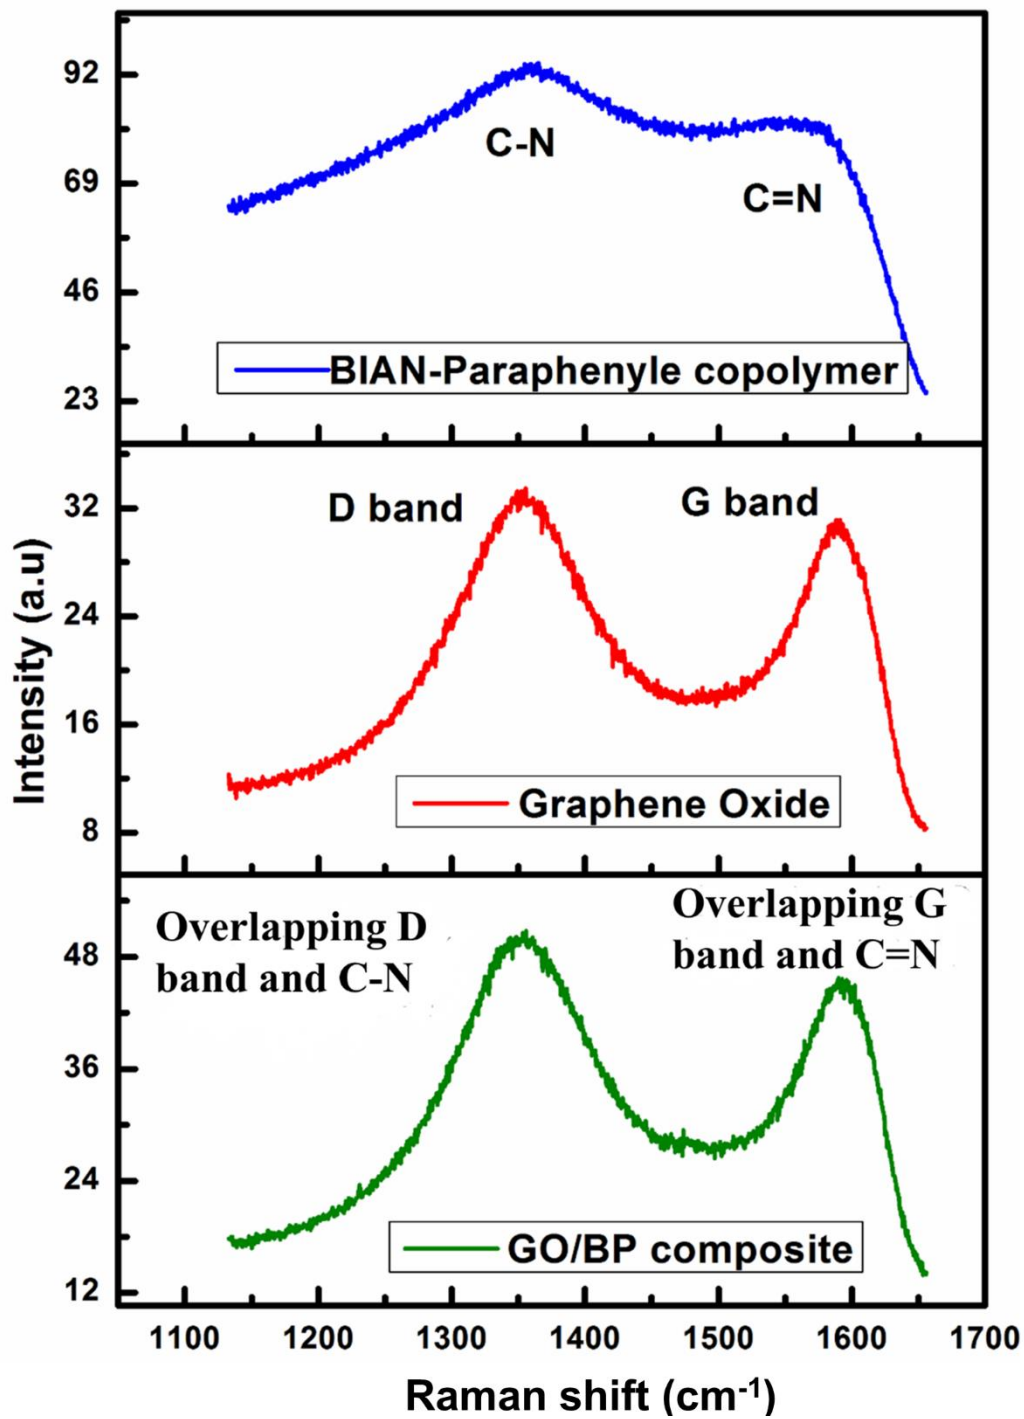 92
69
46
23
C-N
C=N
BIAN-Paraphenyle copolymer
32
24
16
8
D band
G band
Graphene Oxide
Intensity (a.u)
48
36
24
12
Overlapping D
band and C-N
Overlapping G
band and C=N
GO/BP composite
1100 1200 1300 1400 1500 1600 1700
Raman shift (cm⁻¹)